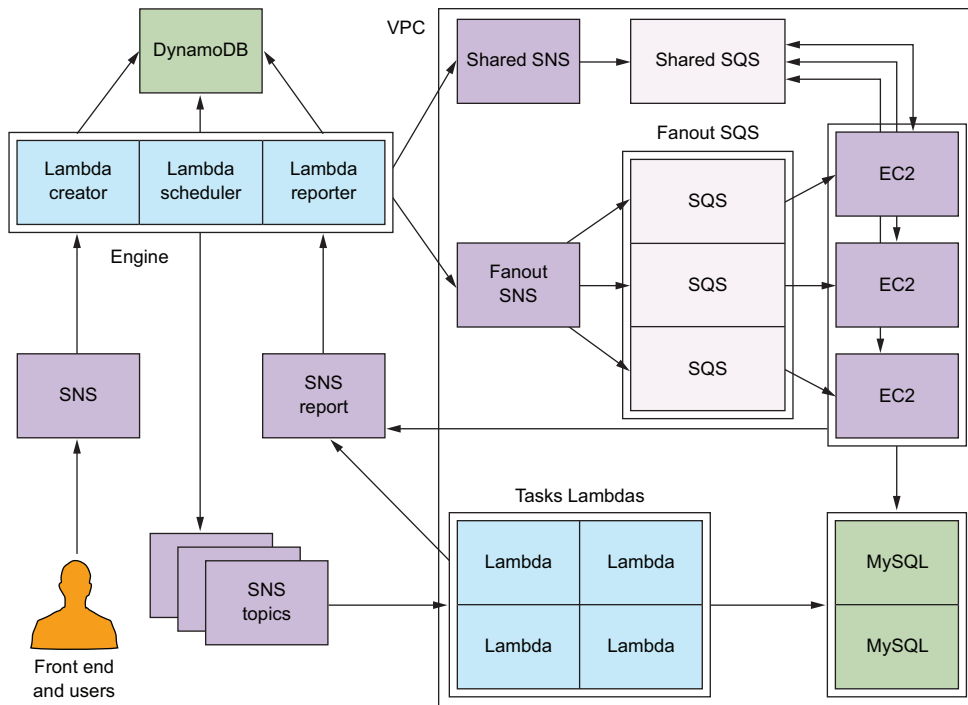 VPC
DynamoDB
Shared SNS
Shared SQS
Fanout SQS
Lambda
creator
Lambda
scheduler
Lambda
reporter
EC2
SQS
Engine
Fanout
SNS
SQS
EC2
SNS
SNS
report
SQS
EC2
Tasks Lambdas
SNS
topics
Lambda
Lambda
MySQL
Lambda
Lambda
MySQL
Front end
and users